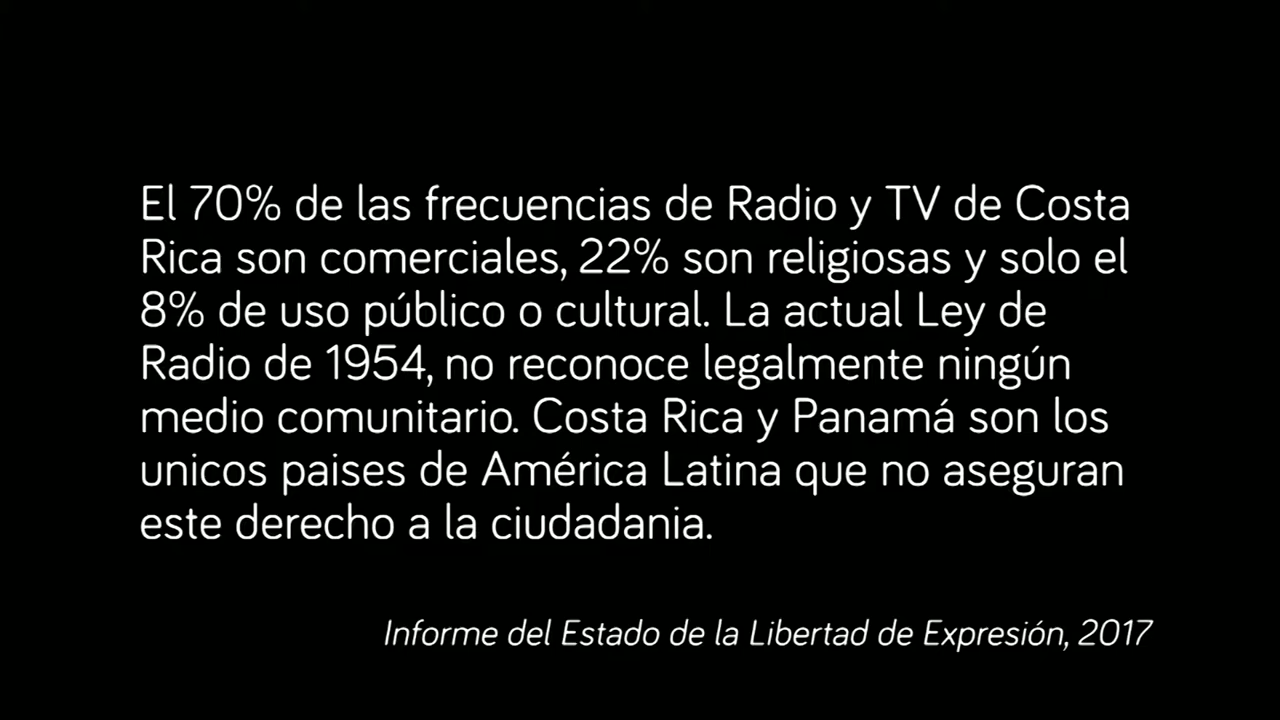 El 70% de las frecuencias de Radio y TV de Costa
Rica son comerciales, 22% son religiosas y solo el
8% de uso público o cultural. La actual Ley de
Radio de 1954, no reconoce legalmente ningún
medio comunitario. Costa Rica y Panamá son los
unicos paises de América Latina que no aseguran
este derecho a la ciudadania.
Informe del Estado de la Libertad de Expresión, 2017